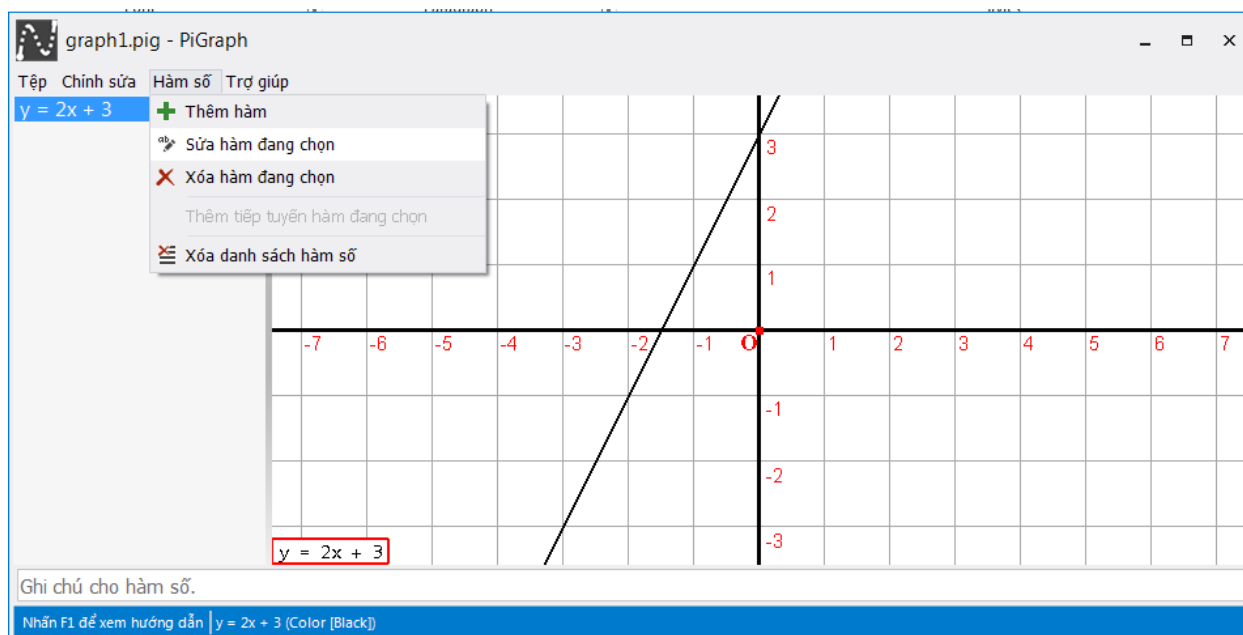 graph1.pig - PiGraph
Tệp Chỉnh sửa Hàm số Trợ giúp
y = 2x + 3
Thêm hàm
Sửa hàm đang chọn
Xóa hàm đang chọn
Thêm tiếp tuyến hàm đang chọn
Xóa danh sách hàm số
3
2
1
-7 -6 -5 -4 -3 -2 -1 O 1 2 3 4 5 6 7
-1
-2
-3
y = 2x + 3
Ghi chú cho hàm số.
Nhấn F1 để xem hướng dẫn y = 2x + 3 (Color [Black])